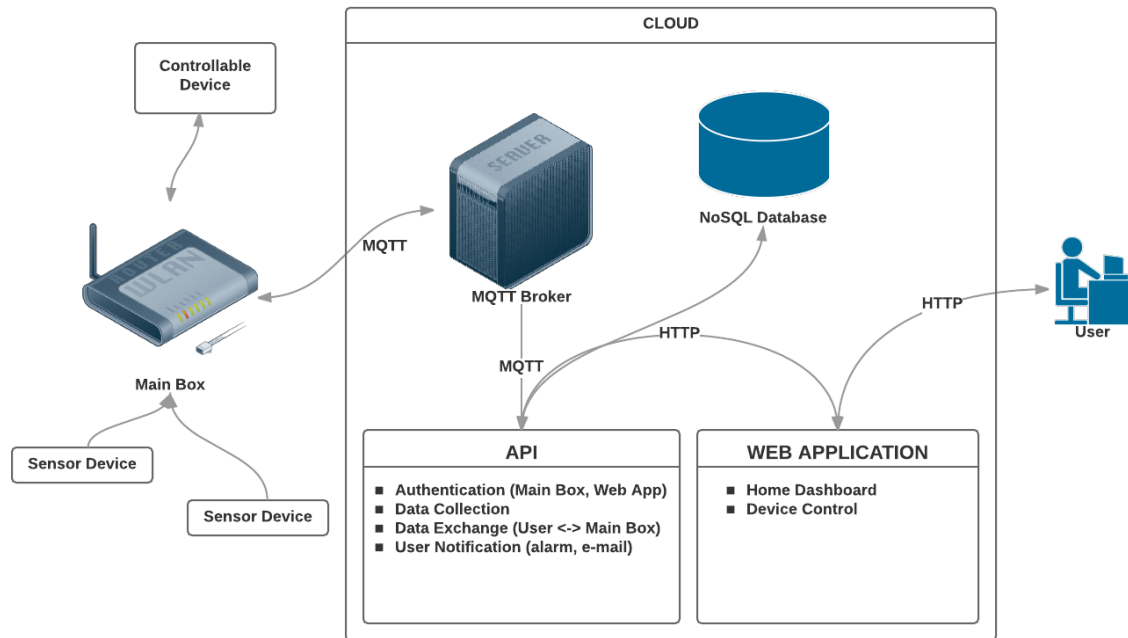 CLOUD
Controllable
Device
SERVER
NoSQL Database
MQTT
ROUTER
WLAN
MQTT Broker
HTTP
User
HTTP
MQTT
Main Box
Sensor Device
Sensor Device
API
■ Authentication (Main Box, Web App)
■ Data Collection
■ Data Exchange (User <-> Main Box)
■ User Notification (alarm, e-mail)
WEB APPLICATION
■ Home Dashboard
■ Device Control